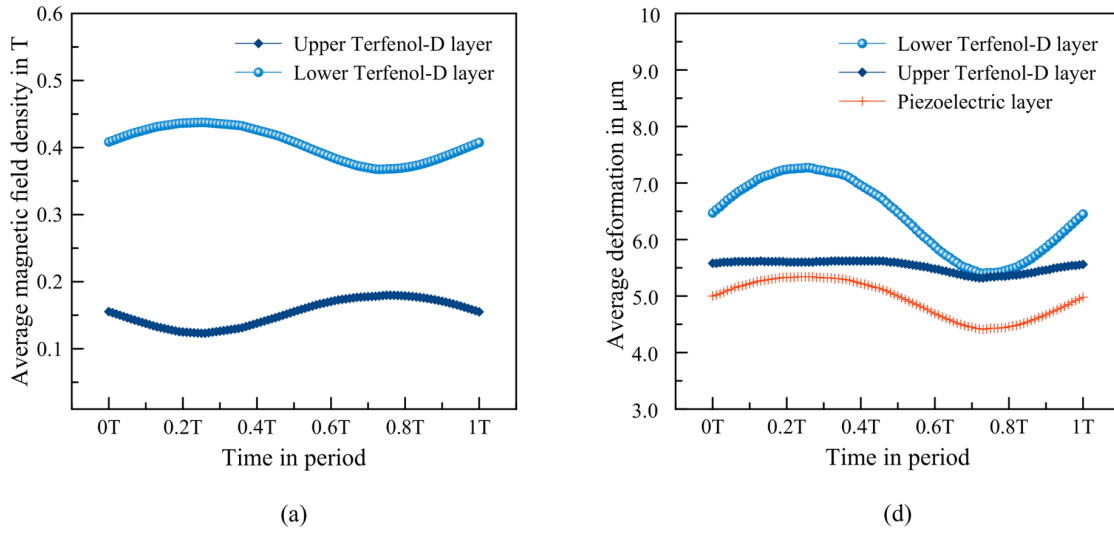 0.6
0.5
0.4
0.3
0.2
0.1
Average magnetic field density in T
Upper Terfenol-D layer
Lower Terfenol-D layer
0T
0.2T
0.4T
0.6T
0.8T
1T
Time in period
(a)
10
9.0
8.0
7.0
6.0
5.0
4.0
3.0
Average deformation in μm
Lower Terfenol-D layer
Upper Terfenol-D layer
Piezoelectric layer
0T
0.2T
0.4T
0.6T
0.8T
1T
Time in period
(d)